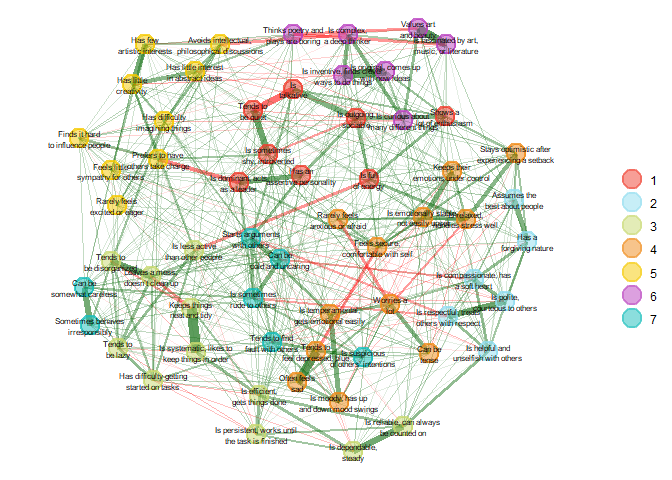 Values art
and beauty
Thinks poetry and
plays are boring
Is complex,
a deep thinker
Has few
artistic interests
Avoids intellectual,
philosophical discussions
Is fascinated by art,
music, or literature
Has little interest
in abstract ideas
Is inventive, finds clever
ways to do things
Is original, comes up
new ideas
Has little
creativity
Is
talkative
1
2
3
4
5
6
7
Tends to
be quiet
Is outgoing,
sociable
Is curious about
many different things
Shows a
lot of enthusiasm
Has difficulty
imagining things
Finds it hard
to influence people
Is sometimes
shy, introverted
Prefers to have
others take charge
Stays optimistic after
experiencing a setback
Feels little
sympathy for others
Is dominant, acts
as a leader
Has an
assertive personality
Is full
of energy
Keeps their
emotions under control
Rarely feels
excited or eager
Assumes the
best about people
Rarely feels
anxious or afraid
Is emotionally stable,
not easily upset
Is relaxed,
handles stress well
Starts arguments
with others
Is less active
than other people
Feels secure,
comfortable with self
Has a
forgiving nature
Tends to
be disorganized
Can be
cold and uncaring
Leaves a mess,
doesn't clean up
Is compassionate, has
a soft heart
Can be
somewhat careless
Is sometimes
rude to others
Keeps things
neat and tidy
Worries a
lot
Is polite,
courteous to others
Is temperamental,
gets emotional easily
Is respectful, treats
others with respect
Sometimes behaves
irresponsibly
Tends to
be lazy
Is systematic, likes to
keep things in order
Tends to find
fault with others
Tends to
feel depressed, blue
Is suspicious
of others' intentions
Can be
tense
Is helpful and
unselfish with others
Has difficulty getting
started on tasks
Often feels
sad
Is efficient,
gets things done
Is moody, has up
and down mood swings
Is persistent, works until
the task is finished
Is reliable, can always
be counted on
Is dependable,
steady